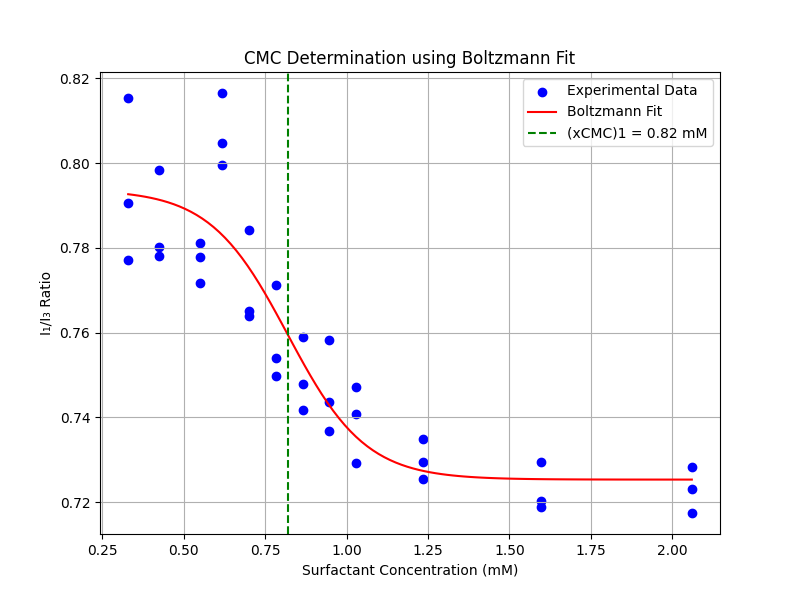 CMC Determination using Boltzmann Fit
Experimental Data
Boltzmann Fit
(xCMC)1 = 0.82 mM
I₁/I₃ Ratio
0.82
0.80
0.78
0.76
0.74
0.72
0.25 0.50 0.75 1.00 1.25 1.50 1.75 2.00
Surfactant Concentration (mM)